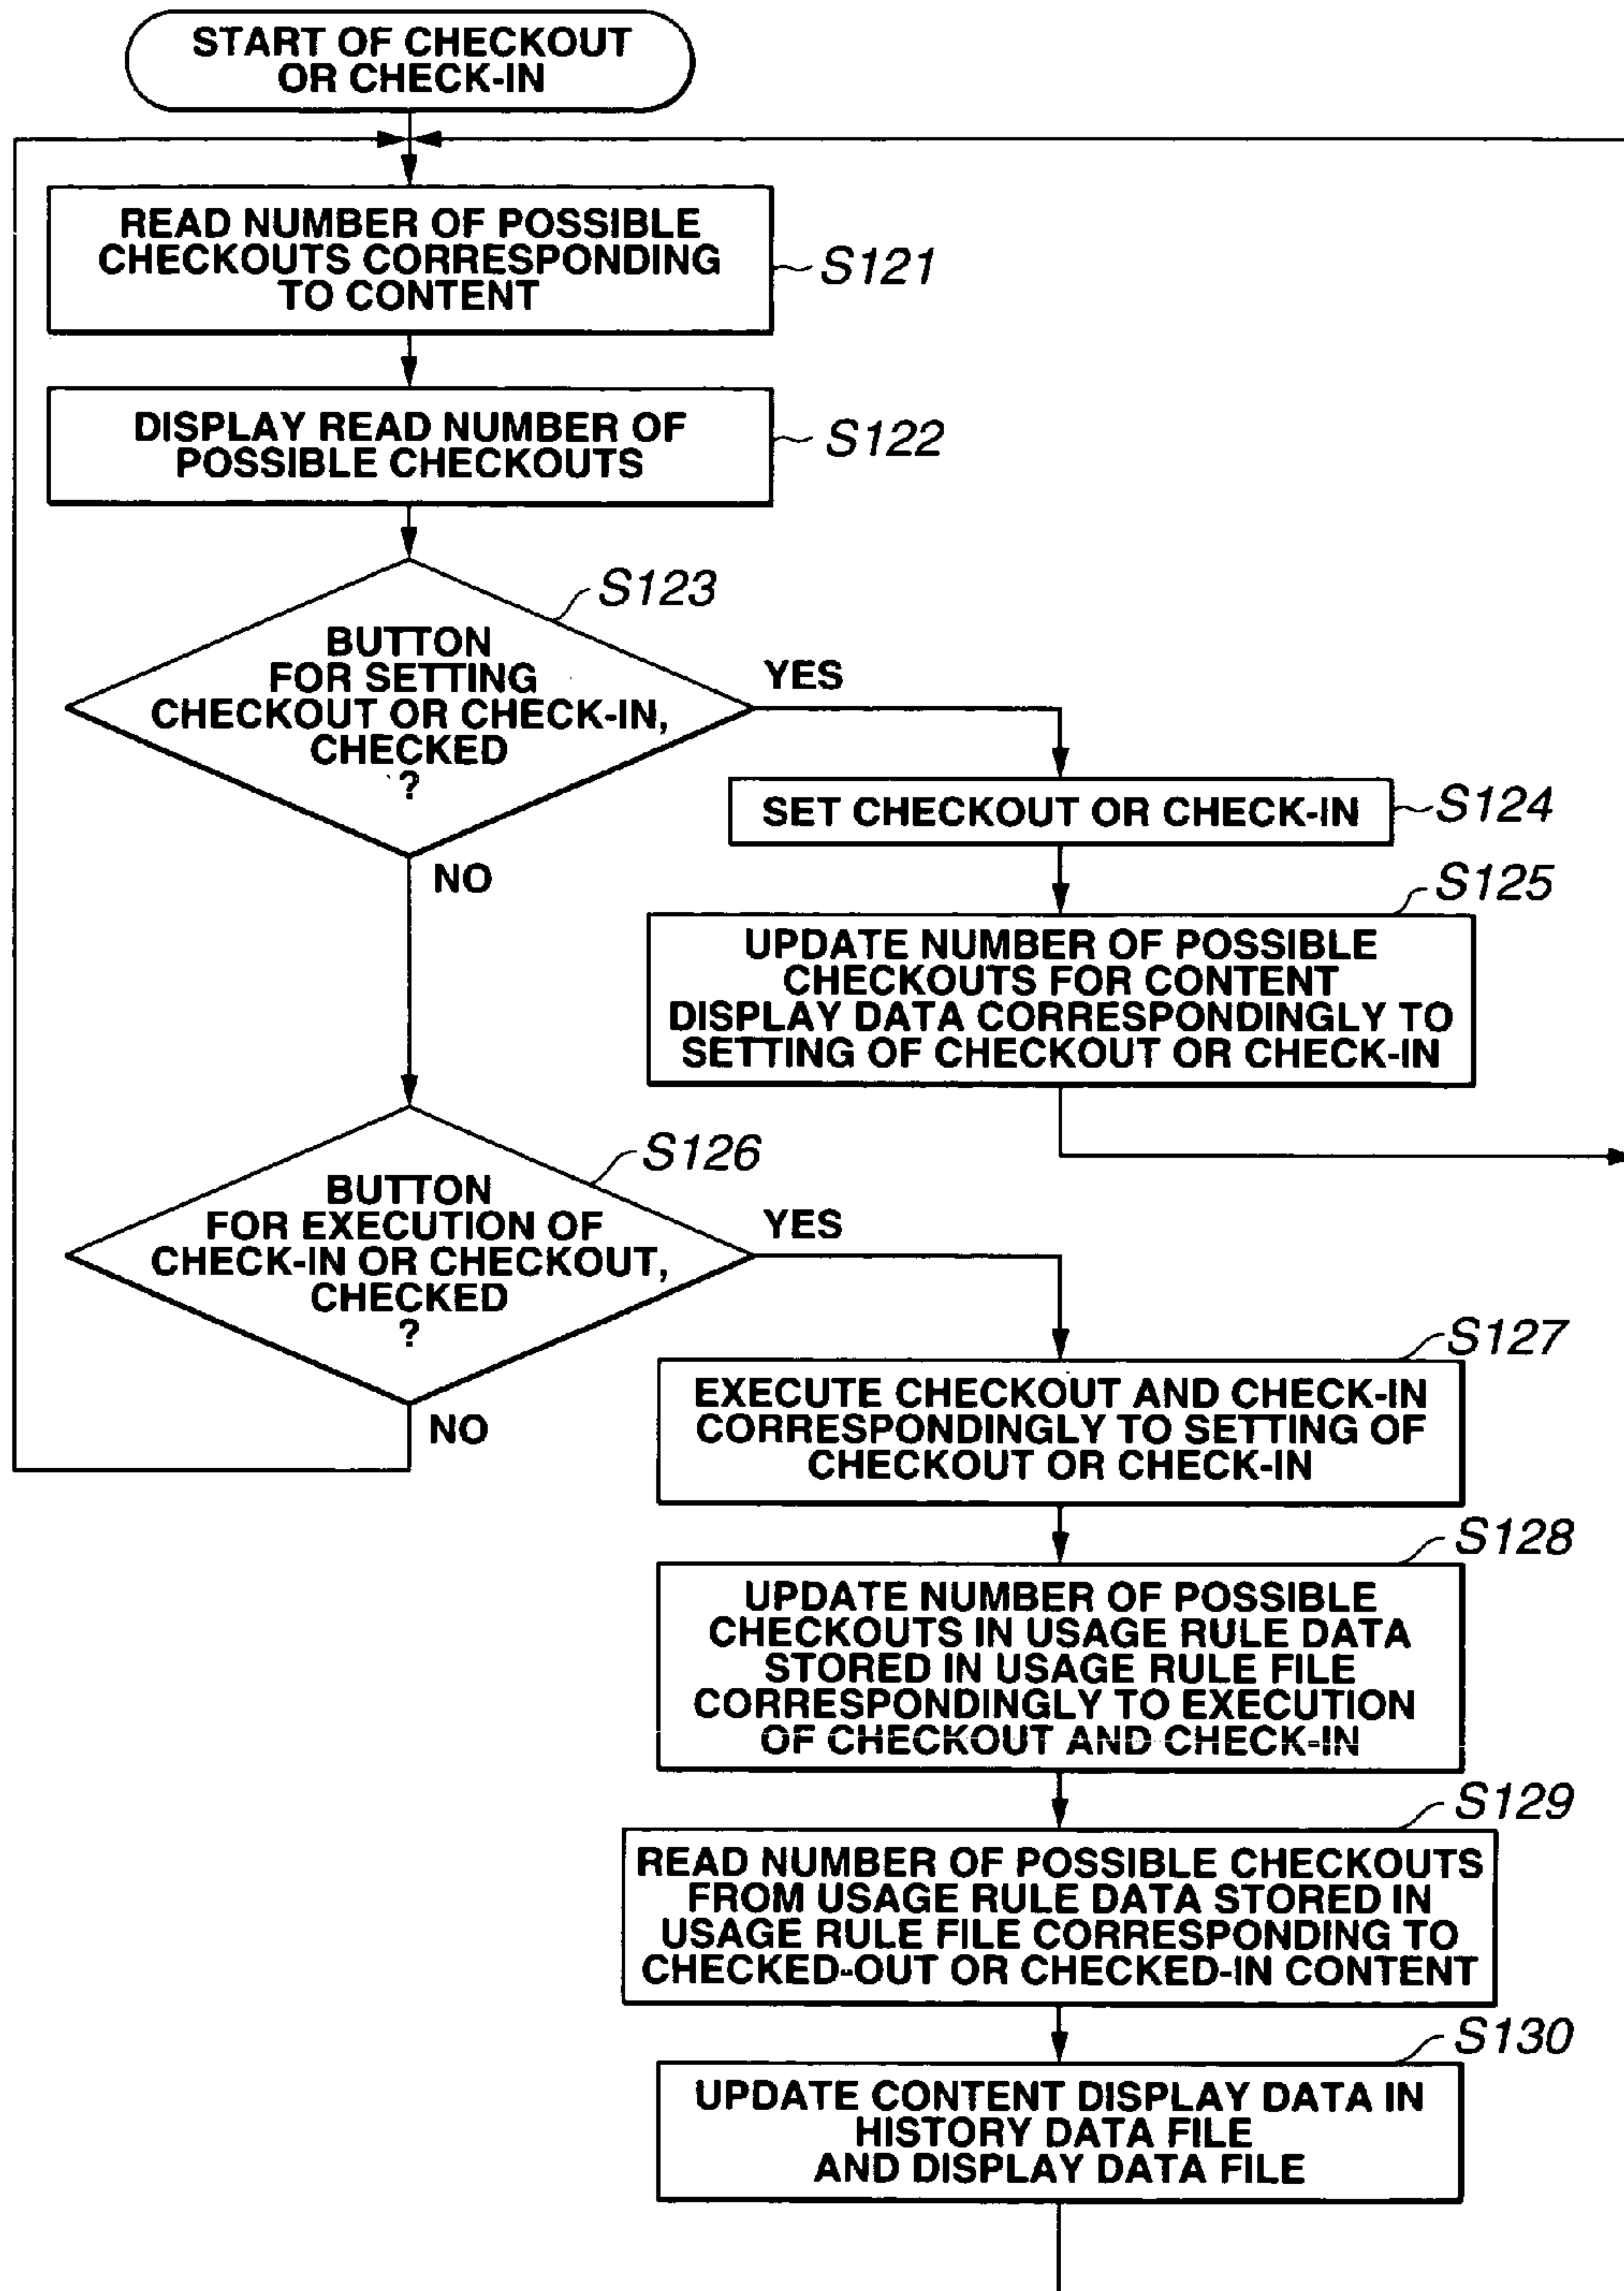 START OF CHECKOUT
OR CHECK-IN
READ NUMBER OF POSSIBLE
CHECKOUTS CORRESPONDING
TO CONTENT
S121
DISPLAY READ NUMBER OF
POSSIBLE CHECKOUTS
S122
S123
BUTTON
FOR SETTING
CHECKOUT OR CHECK-IN,
CHECKED
?
YES
NO
SET CHECKOUT OR CHECK-IN
S124
S125
UPDATE NUMBER OF POSSIBLE
CHECKOUTS FOR CONTENT
DISPLAY DATA CORRESPONDINGLY TO
SETTING OF CHECKOUT OR CHECK-IN
S126
BUTTON
FOR EXECUTION OF
CHECK-IN OR CHECKOUT,
CHECKED
?
YES
NO
S127
EXECUTE CHECKOUT AND CHECK-IN
CORRESPONDINGLY TO SETTING OF
CHECKOUT OR CHECK-IN
S128
UPDATE NUMBER OF POSSIBLE
CHECKOUTS IN USAGE RULE DATA
STORED IN USAGE RULE FILE
CORRESPONDINGLY TO EXECUTION
OF CHECKOUT AND CHECK-IN
S129
READ NUMBER OF POSSIBLE CHECKOUTS
FROM USAGE RULE DATA STORED IN
USAGE RULE FILE CORRESPONDING TO
CHECKED-OUT OR CHECKED-IN CONTENT
S130
UPDATE CONTENT DISPLAY DATA IN
HISTORY DATA FILE
AND DISPLAY DATA FILE